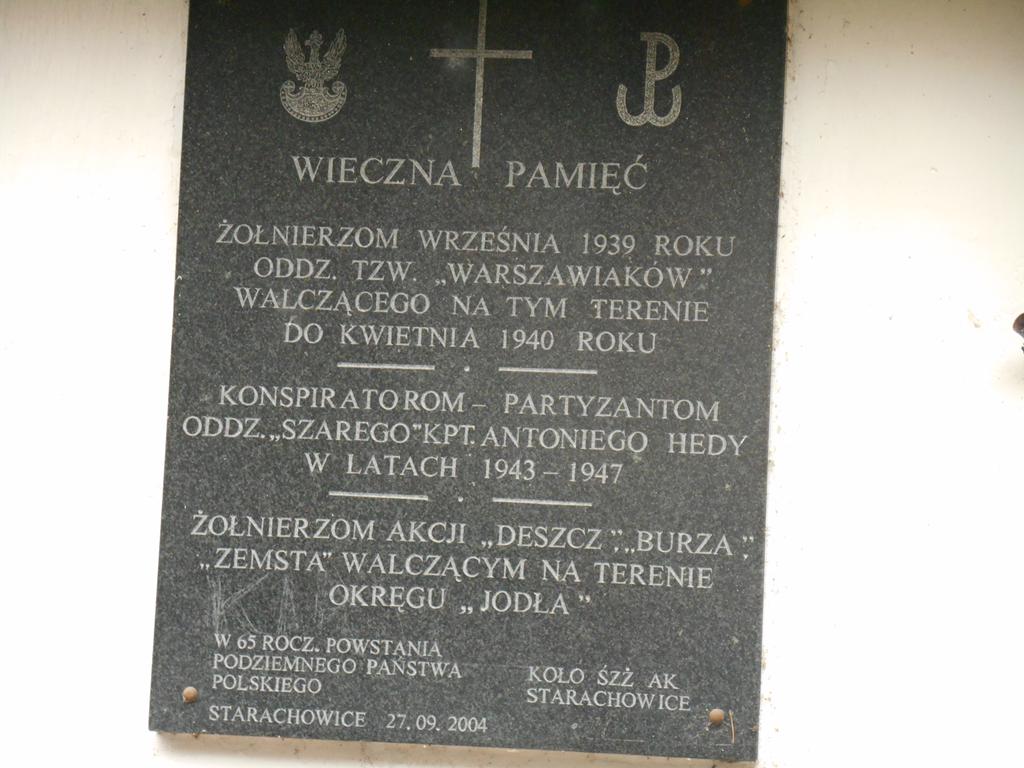 WIECZNA PAMIĘĆ
ŻOŁNIERZOM WRZEŚNIA 1939 ROKU
ODDZ. TZW. „WARSZAWIAKÓW”
WALCZĄCEGO NA TYM TERENIE
DO KWIETNIA 1940 ROKU
KONSPIRATOROM – PARTYZANTOM
ODDZ. „SZAREGO” KPT. ANTONIEGO HEDY
W LATACH 1943 – 1947
ŻOŁNIERZOM AKCJI „DESZCZ”, „BURZA”,
„ZEMSTA” WALCZĄCYM NA TERENIE
OKRĘGU „JODŁA”
W 65 ROCZ. POWSTANIA
PODZIEMNEGO PAŃSTWA
POLSKIEGO
STARACHOWICE 27.09.2004
KOŁO ŚZŻ AK
STARACHOWICE